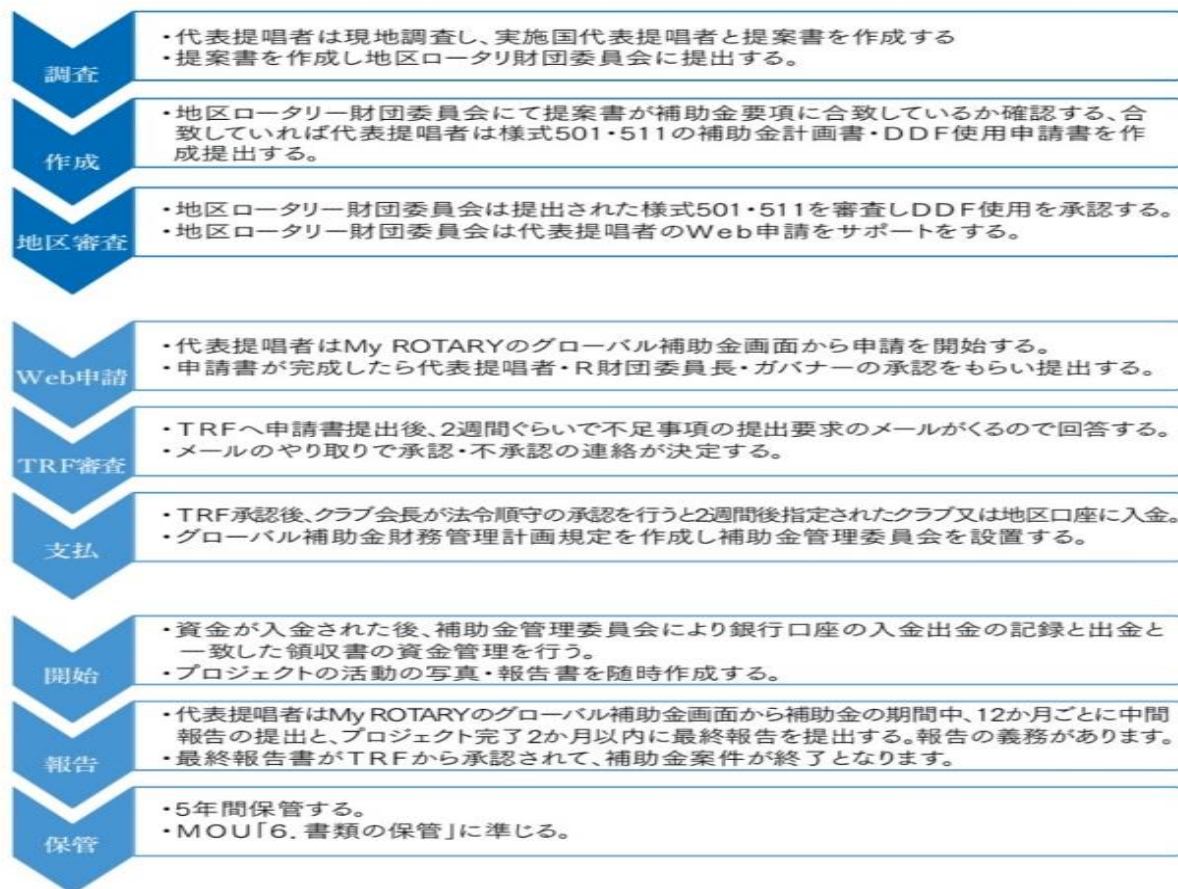 調査
・代表提唱者は現地調査し、実施国代表提唱者と提案書を作成する
・提案書を作成し地区ロータリ財団委員会に提出する。
作成
・地区ロータリー財団委員会にて提案書が補助金要項に合致しているか確認する、合
致していれば代表提唱者は様式501・511の補助金計画書・DDF使用申請書を作
成提出する。
地区審査
・地区ロータリー財団委員会は提出された様式501・511を審査しDDF使用を承認する。
・地区ロータリー財団委員会は代表提唱者のWeb申請をサポートをする。
Web申請
・代表提唱者はMy ROTARYのグローバル補助金画面から申請を開始する。
・申請書が完成したら代表提唱者・R財団委員長・ガバナーの承認をもらい提出する。
TRF審査
・TRFへ申請書提出後、2週間ぐらいで不足事項の提出要求のメールがくるので回答する。
・メールのやり取りで承認・不承認の連絡が決定する。
支払
・TRF承認後、クラブ会長が法令順守の承認を行うと2週間後指定されたクラブ又は地区口座に入金。
・グローバル補助金財務管理計画規定を作成し補助金管理委員会を設置する。
開始
・資金が入金された後、補助金管理委員会により銀行口座の入金出金の記録と出金と
一致した領収書の資金管理を行う。
・プロジェクトの活動の写真・報告書を随時作成する。
報告
・代表提唱者はMy ROTARYのグローバル補助金画面から補助金の期間中、12か月ごとに中間
報告の提出と、プロジェクト完了2か月以内に最終報告を提出する。報告の義務があります。
・最終報告書がTRFから承認されて、補助金案件が終了となります。
保管
・5年間保管する。
・MOU「6．書類の保管」に準じる。